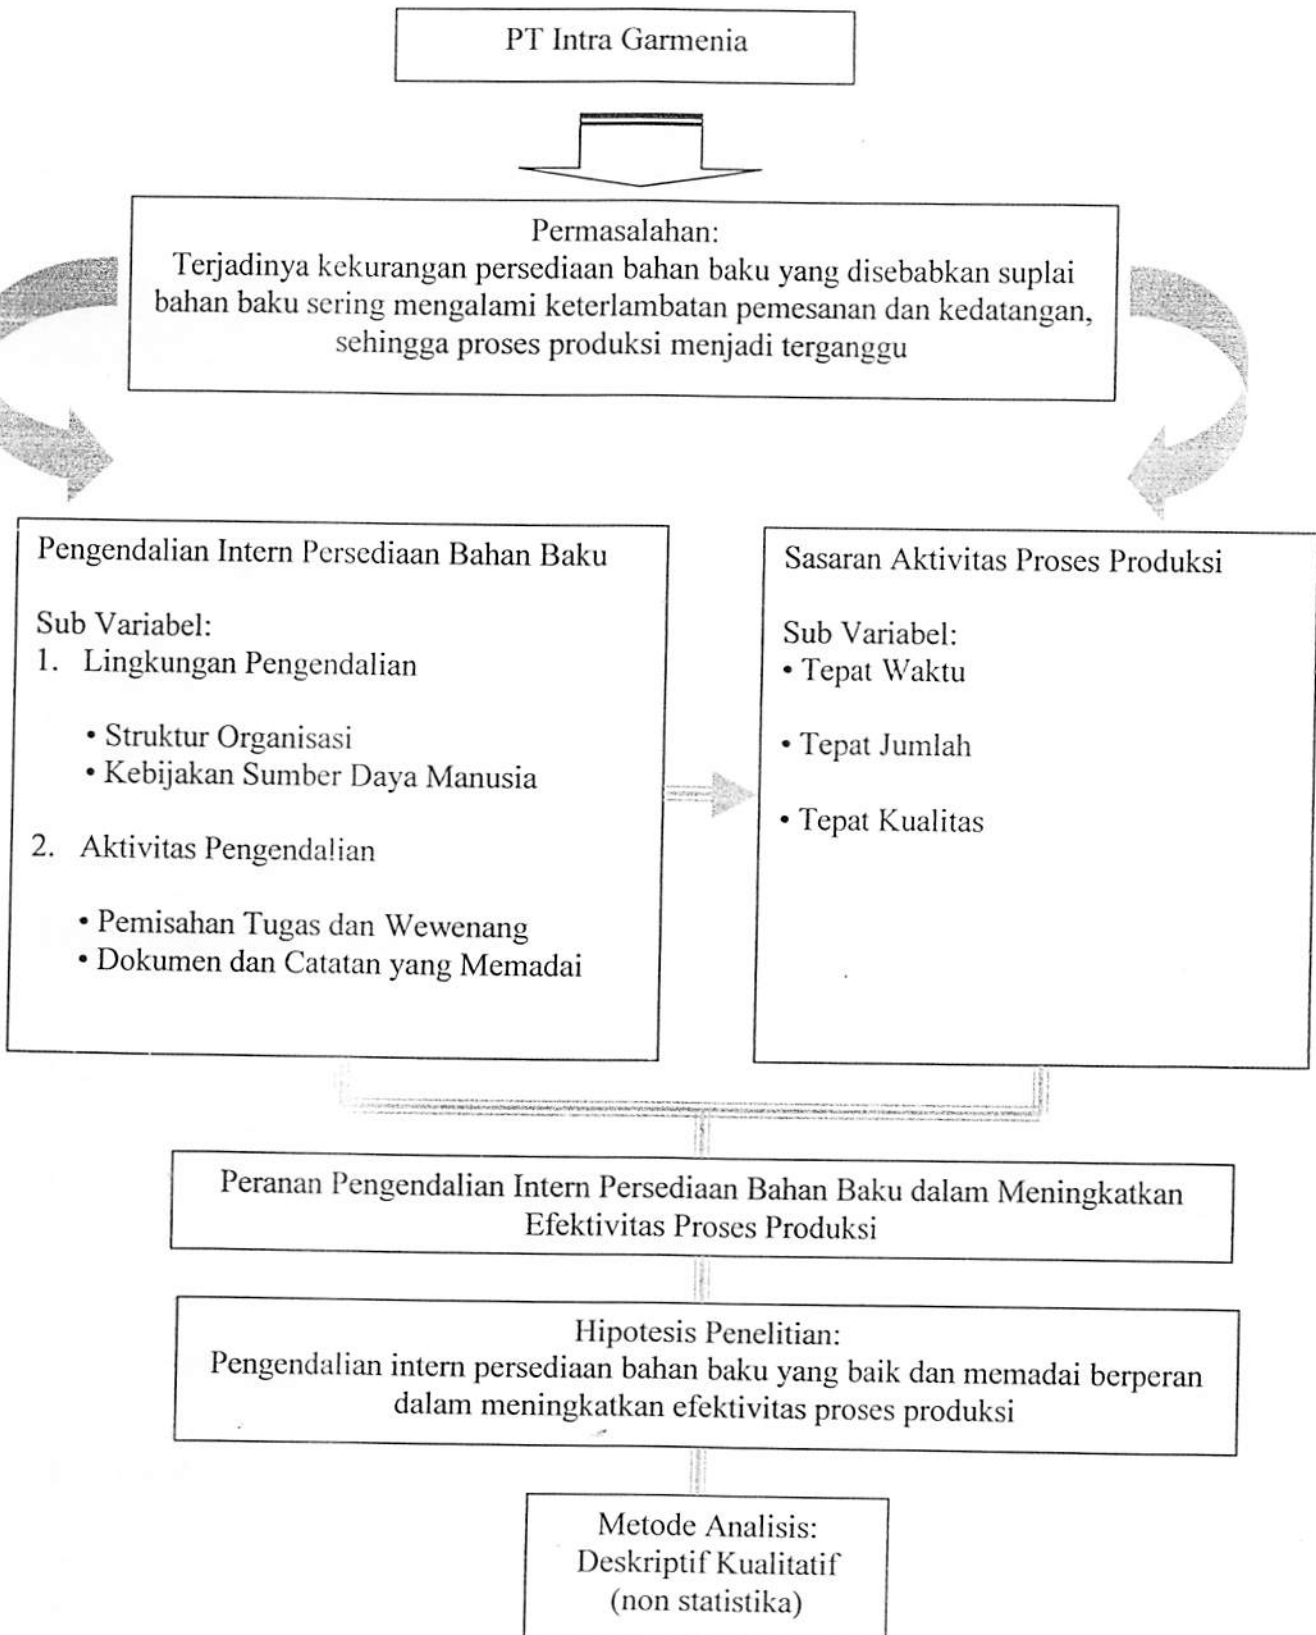 PT Intra Garmenia
Permasalahan:
Terjadinya kekurangan persediaan bahan baku yang disebabkan suplai
bahan baku sering mengalami keterlambatan pemesanan dan kedatangan,
sehingga proses produksi menjadi terganggu
Pengendalian Intern Persediaan Bahan Baku
Sub Variabel:
1. Lingkungan Pengendalian
• Struktur Organisasi
• Kebijakan Sumber Daya Manusia
2. Aktivitas Pengendalian
• Pemisahan Tugas dan Wewenang
• Dokumen dan Catatan yang Memadai
Sasaran Aktivitas Proses Produksi
Sub Variabel:
• Tepat Waktu
• Tepat Jumlah
• Tepat Kualitas
Peranan Pengendalian Intern Persediaan Bahan Baku dalam Meningkatkan
Efektivitas Proses Produksi
Hipotesis Penelitian:
Pengendalian intern persediaan bahan baku yang baik dan memadai berperan
dalam meningkatkan efektivitas proses produksi
Metode Analisis:
Deskriptif Kualitatif
(non statistika)